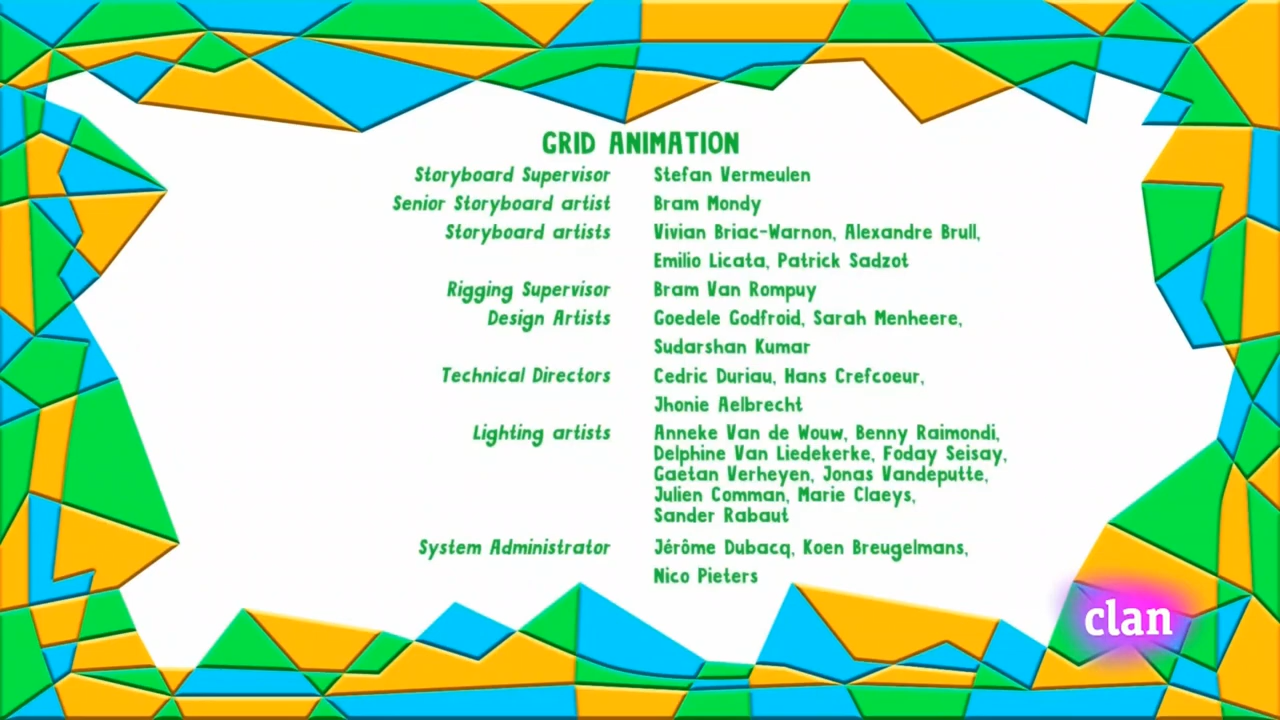 GRID ANIMATION
Storyboard Supervisor Stefan Vermeulen
Senior Storyboard artist Bram Mondy
Storyboard artists Vivian Briac-Warnon, Alexandre Brull,
Emilio Licata, Patrick Sadzot
Rigging Supervisor Bram Van Rompuy
Design Artists Goedele Godfroid, Sarah Menheere,
Sudarshan Kumar
Technical Directors Cedric Duriau, Hans Crefcoeur,
Jhonie Aelbrecht
Lighting artists Anneke Van de Wouw, Benny Raimondi,
Delphine Van Liedekerke, Foday Seisay,
Gaetan Verheyen, Jonas Vandeputte,
Julien Comman, Marie Claeys,
Sander Rabaut
System Administrator Jérôme Dubacq, Koen Breugelmans,
Nico Pieters
clan